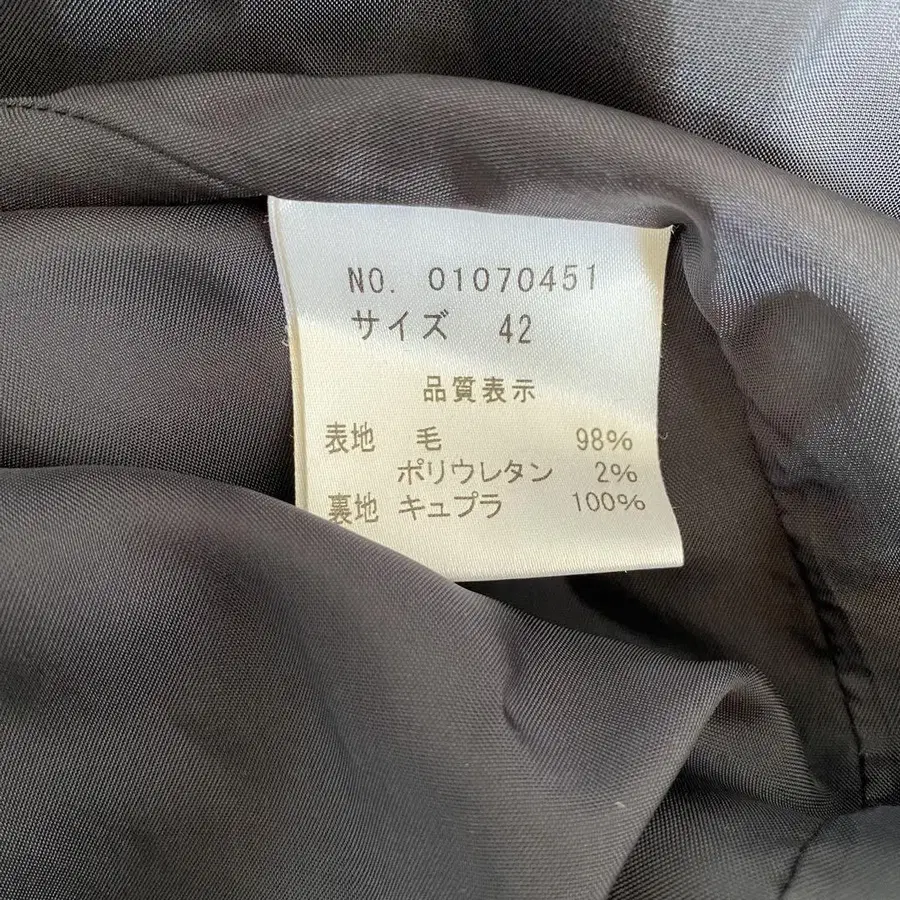 NO. 01070451
サイズ 42
品質表示
表地 毛 98%
ポリウレタン 2%
裏地 キュプラ 100%